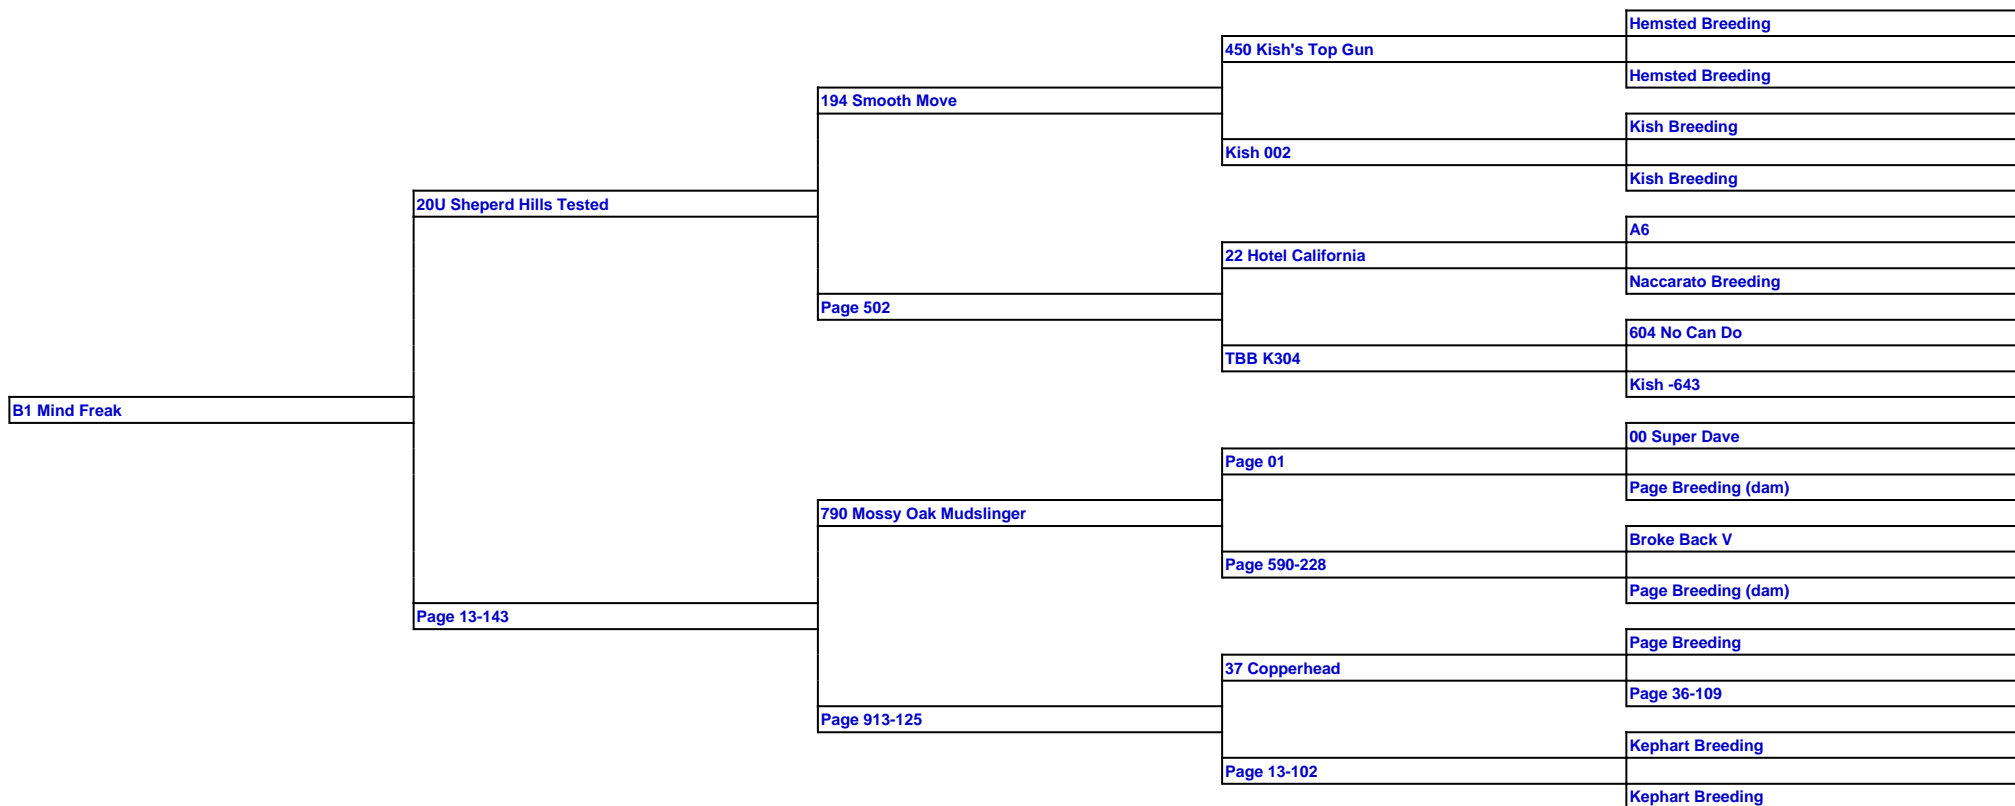 Hemsted Breeding
450 Kish's Top Gun
Hemsted Breeding
194 Smooth Move
Kish Breeding
Kish 002
Kish Breeding
20U Sheperd Hills Tested
A6
22 Hotel California
Naccarato Breeding
Page 502
604 No Can Do
TBB K304
Kish -643
B1 Mind Freak
00 Super Dave
Page 01
Page Breeding (dam)
790 Mossy Oak Mudslinger
Broke Back V
Page 590-228
Page Breeding (dam)
Page 13-143
Page Breeding
37 Copperhead
Page 36-109
Page 913-125
Kephart Breeding
Page 13-102
Kephart Breeding